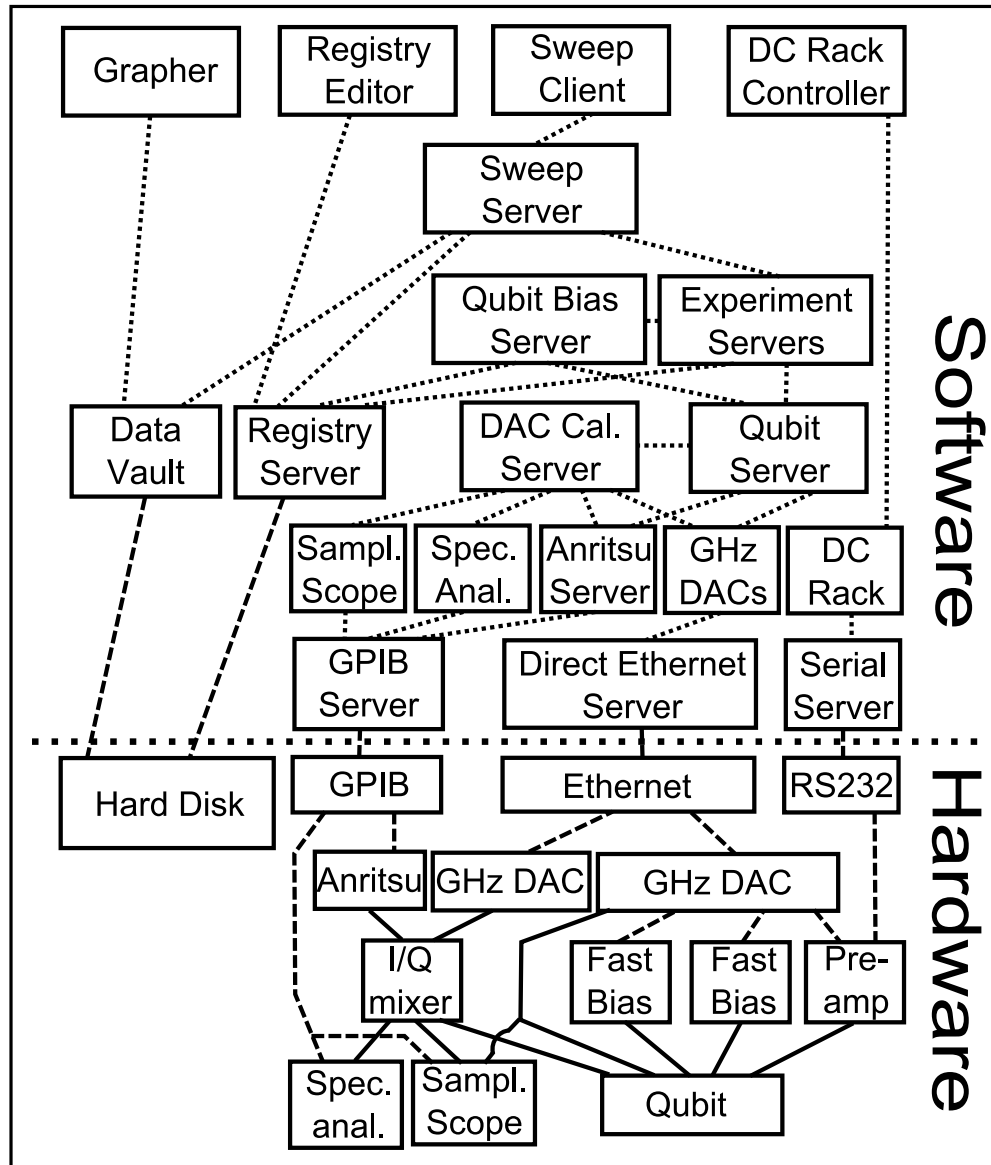 Grapher
Registry
Editor
Sweep
Client
DC Rack
Controller
Sweep
Server
Qubit Bias
Server
Experiment
Servers
Data
Vault
Registry
Server
DAC Cal.
Server
Qubit
Server
Sampl.
Scope
Spec.
Anal.
Anritsu
Server
GHz
DACs
DC
Rack
GPIB
Server
Direct Ethernet
Server
Serial
Server
Software
Hard Disk
GPIB
Ethernet
RS232
Anritsu
GHz DAC
GHz DAC
I/Q
mixer
Fast
Bias
Fast
Bias
Pre-
amp
Spec.
anal.
Sampl.
Scope
Qubit
Hardware